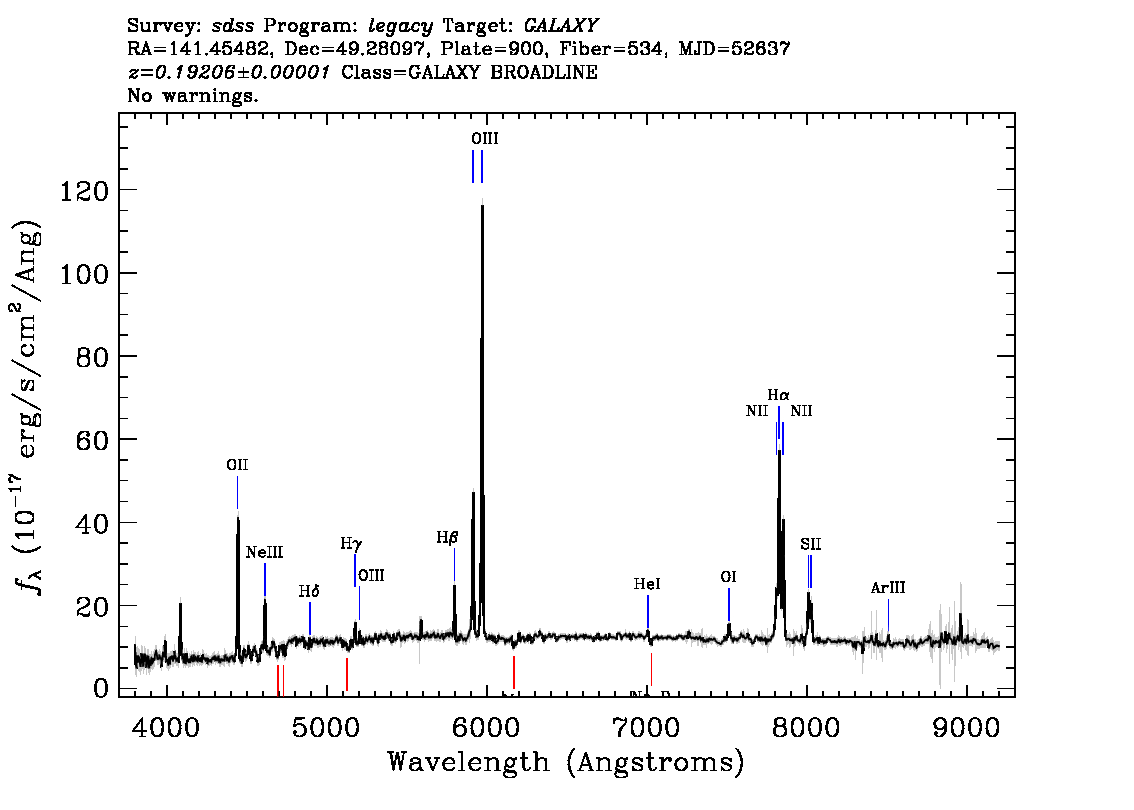 Survey: sdss Program: legacy Target: GALAXY
RA=141.45482, Dec=49.28097, Plate=900, Fiber=534, MJD=52637
z=0.19206±0.00001 Class=GALAXY BROADLINE
No warnings.
OIII
Hα
NII NII
OII
NeIII
Hδ
Hγ
OIII
Hβ
HeI
OI
SII
ArIII
120
100
80
60
40
20
0
4000 5000 6000 7000 8000 9000
Wavelength (Angstroms)
f_λ (10^−17 erg/s/cm^2/Ang)